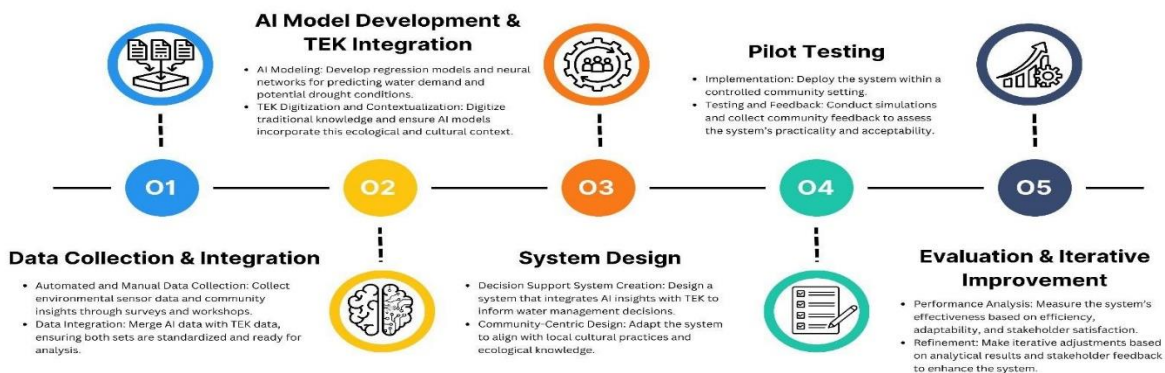 AI Model Development &
TEK Integration
• AI Modeling: Develop regression models and neural
networks for predicting water demand and
potential drought conditions.
• TEK Digitization and Contextualization: Digitize
traditional knowledge and ensure AI models
incorporate this ecological and cultural context.
Pilot Testing
• Implementation: Deploy the system within a
controlled community setting.
• Testing and Feedback: Conduct simulations
and collect community feedback to assess
the system's practicality and acceptability.
01
02
03
04
05
Data Collection & Integration
• Automated and Manual Data Collection: Collect
environmental sensor data and community
insights through surveys and workshops.
• Data Integration: Merge AI data with TEK data,
ensuring both sets are standardized and ready for
analysis.
System Design
• Decision Support System Creation: Design a
system that integrates AI insights with TEK to
inform water management decisions.
• Community-Centric Design: Adapt the system
to align with local cultural practices and
ecological knowledge.
Evaluation & Iterative
Improvement
• Performance Analysis: Measure the system's
effectiveness based on efficiency,
adaptability, and stakeholder satisfaction.
• Refinement: Make iterative adjustments based
on analytical results and stakeholder feedback
to enhance the system.